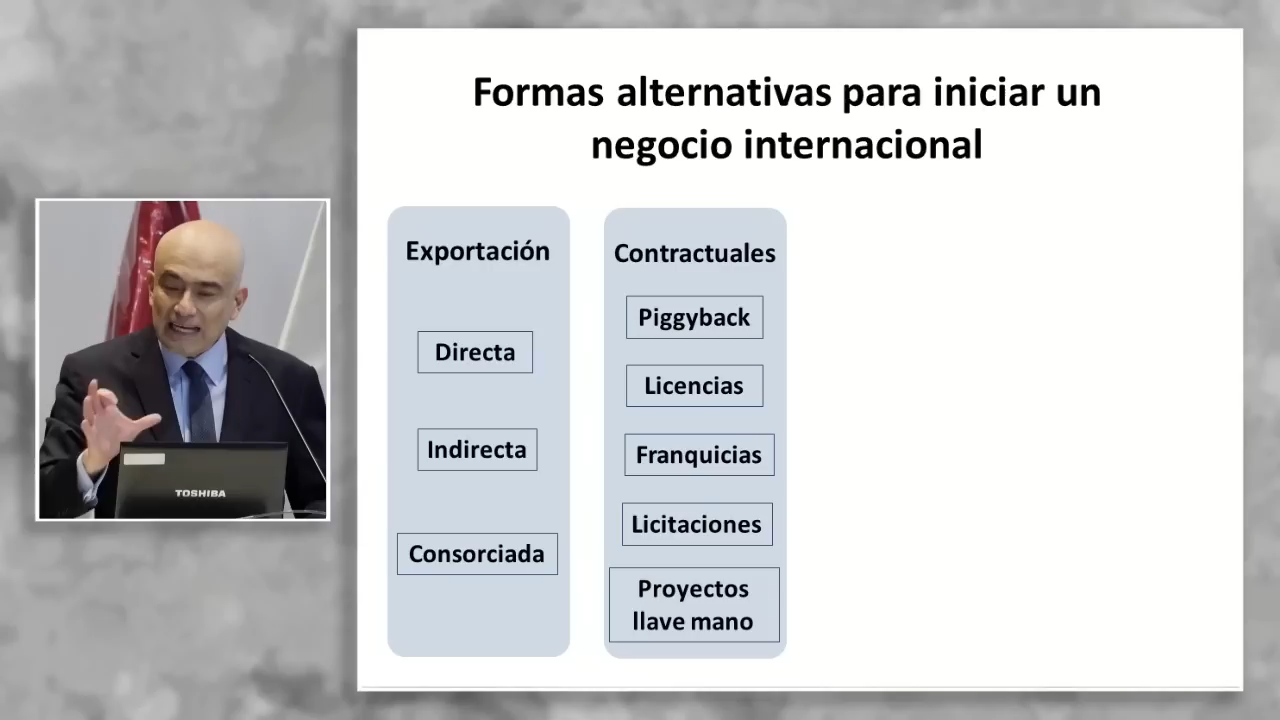 Formas alternativas para iniciar un
negocio internacional
Exportación
Directa
Indirecta
Consorciada
Contractuales
Piggyback
Licencias
Franquicias
Licitaciones
Proyectos
llave mano
TOSHIBA